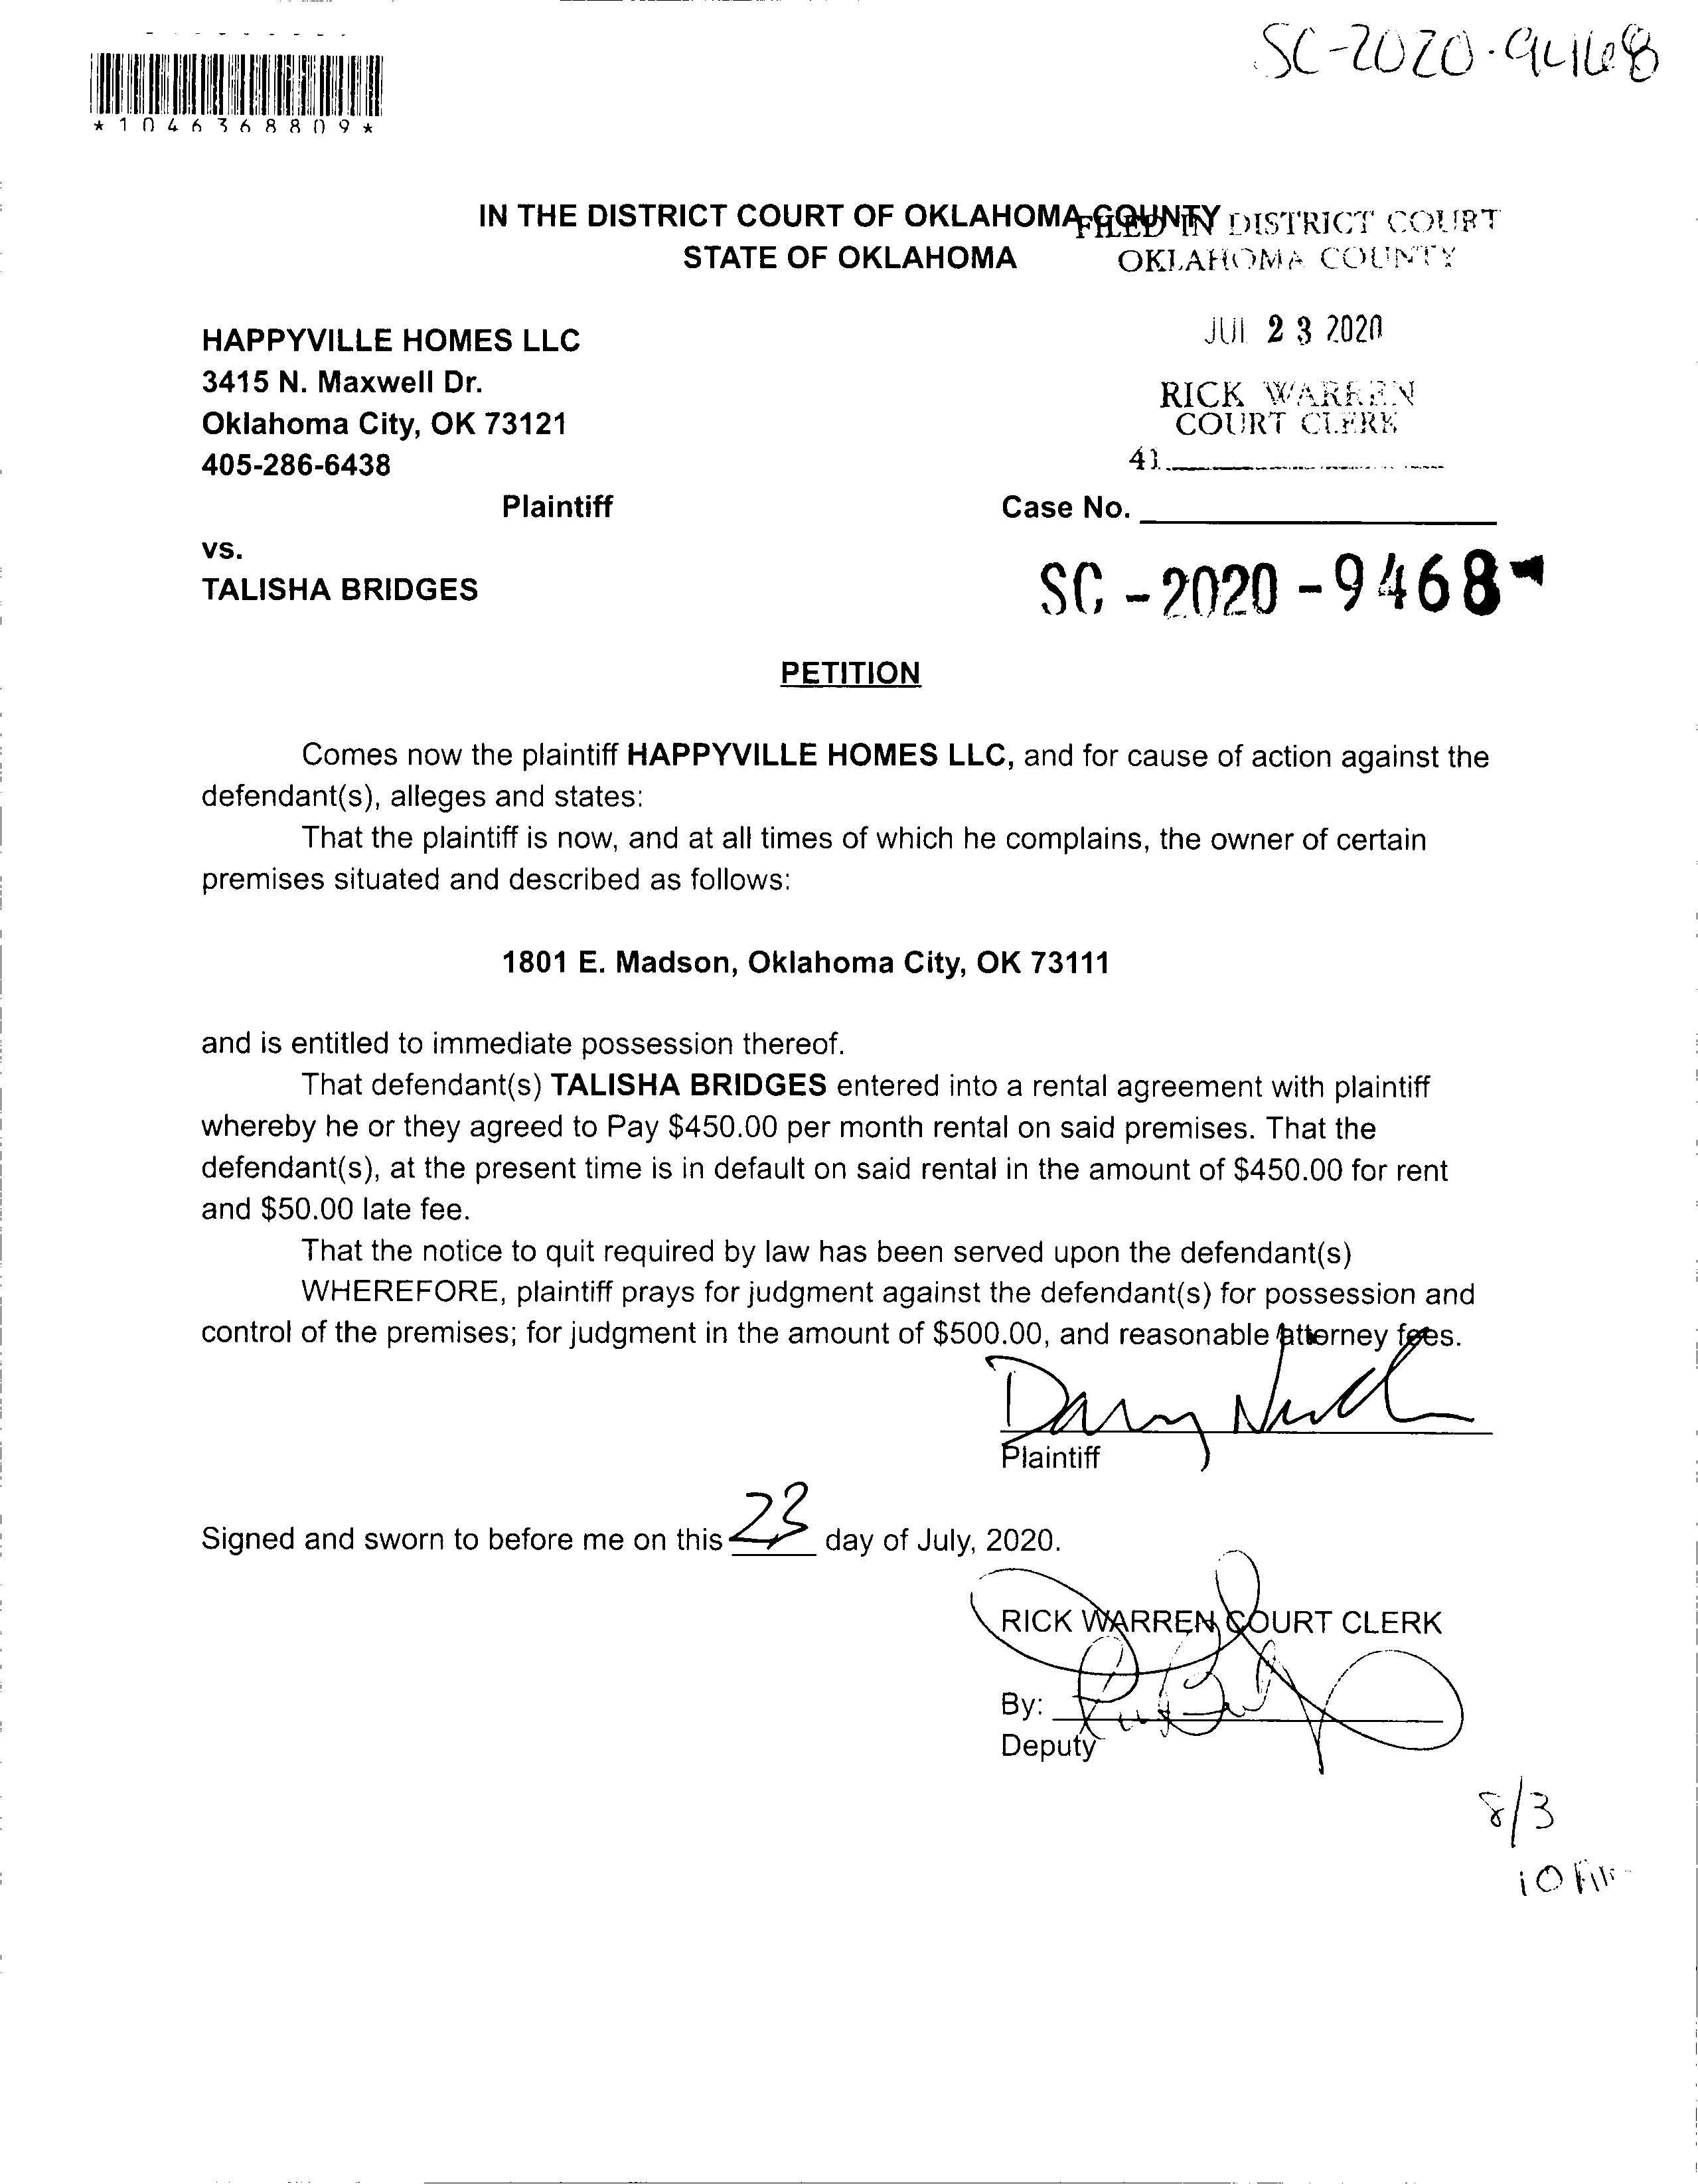 SC-2020-9468
*1046368809*
IN THE DISTRICT COURT OF OKLAHOMA COUNTY
STATE OF OKLAHOMA
FILED IN DISTRICT COURT
OKLAHOMA COUNTY
JUL 23 2020
RICK WARREN
COURT CLERK
41
HAPPYVILLE HOMES LLC
3415 N. Maxwell Dr.
Oklahoma City, OK 73121
405-286-6438
Plaintiff
Case No.
vs.
TALISHA BRIDGES
SC - 2020 - 9468
PETITION
Comes now the plaintiff HAPPYVILLE HOMES LLC, and for cause of action against the
defendant(s), alleges and states:
That the plaintiff is now, and at all times of which he complains, the owner of certain
premises situated and described as follows:
1801 E. Madson, Oklahoma City, OK 73111
and is entitled to immediate possession thereof.
That defendant(s) TALISHA BRIDGES entered into a rental agreement with plaintiff
whereby he or they agreed to Pay $450.00 per month rental on said premises. That the
defendant(s), at the present time is in default on said rental in the amount of $450.00 for rent
and $50.00 late fee.
That the notice to quit required by law has been served upon the defendant(s)
WHEREFORE, plaintiff prays for judgment against the defendant(s) for possession and
control of the premises; for judgment in the amount of $500.00, and reasonable attorney fees.
Plaintiff
Signed and sworn to before me on this 23 day of July, 2020.
RICK WARREN COURT CLERK
By:
Deputy
8/3
10